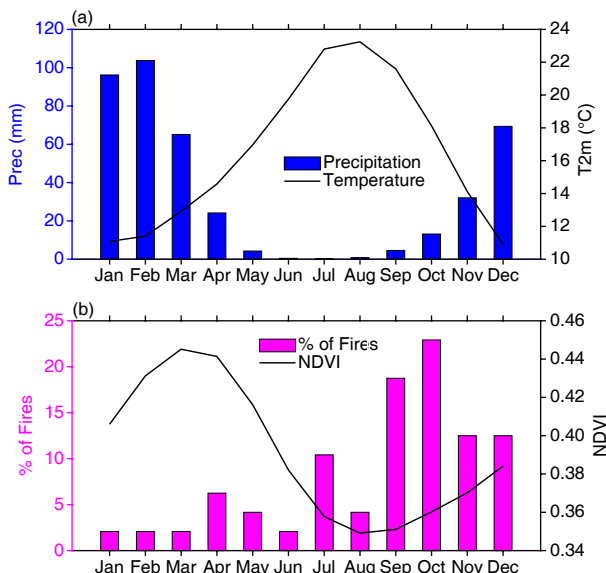 (a)
120
100
80
60
40
20
0
Prec (mm)
24
22
20
18
16
14
12
10
T2m (°C)
Precipitation
Temperature
Jan Feb Mar Apr May Jun Jul Aug Sep Oct Nov Dec
(b)
25
20
15
10
5
0
% of Fires
0.46
0.44
0.42
0.40
0.38
0.36
0.34
NDVI
% of Fires
NDVI
Jan Feb Mar Apr May Jun Jul Aug Sep Oct Nov Dec